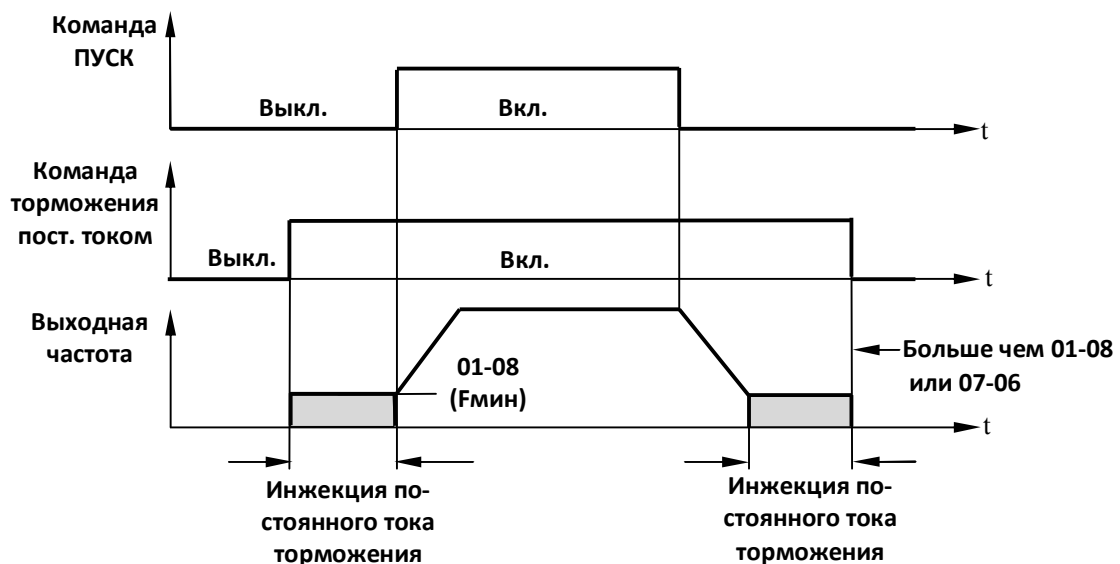 Команда
ПУСК
Выкл.
Вкл.
t
Команда
торможения
пост. током
Выкл.
Вкл.
t
Выходная
частота
01-08
(Fмин)
Больше чем 01-08
или 07-06
t
Инжекция по-
стоянного тока
торможения
Инжекция по-
стоянного тока
торможения